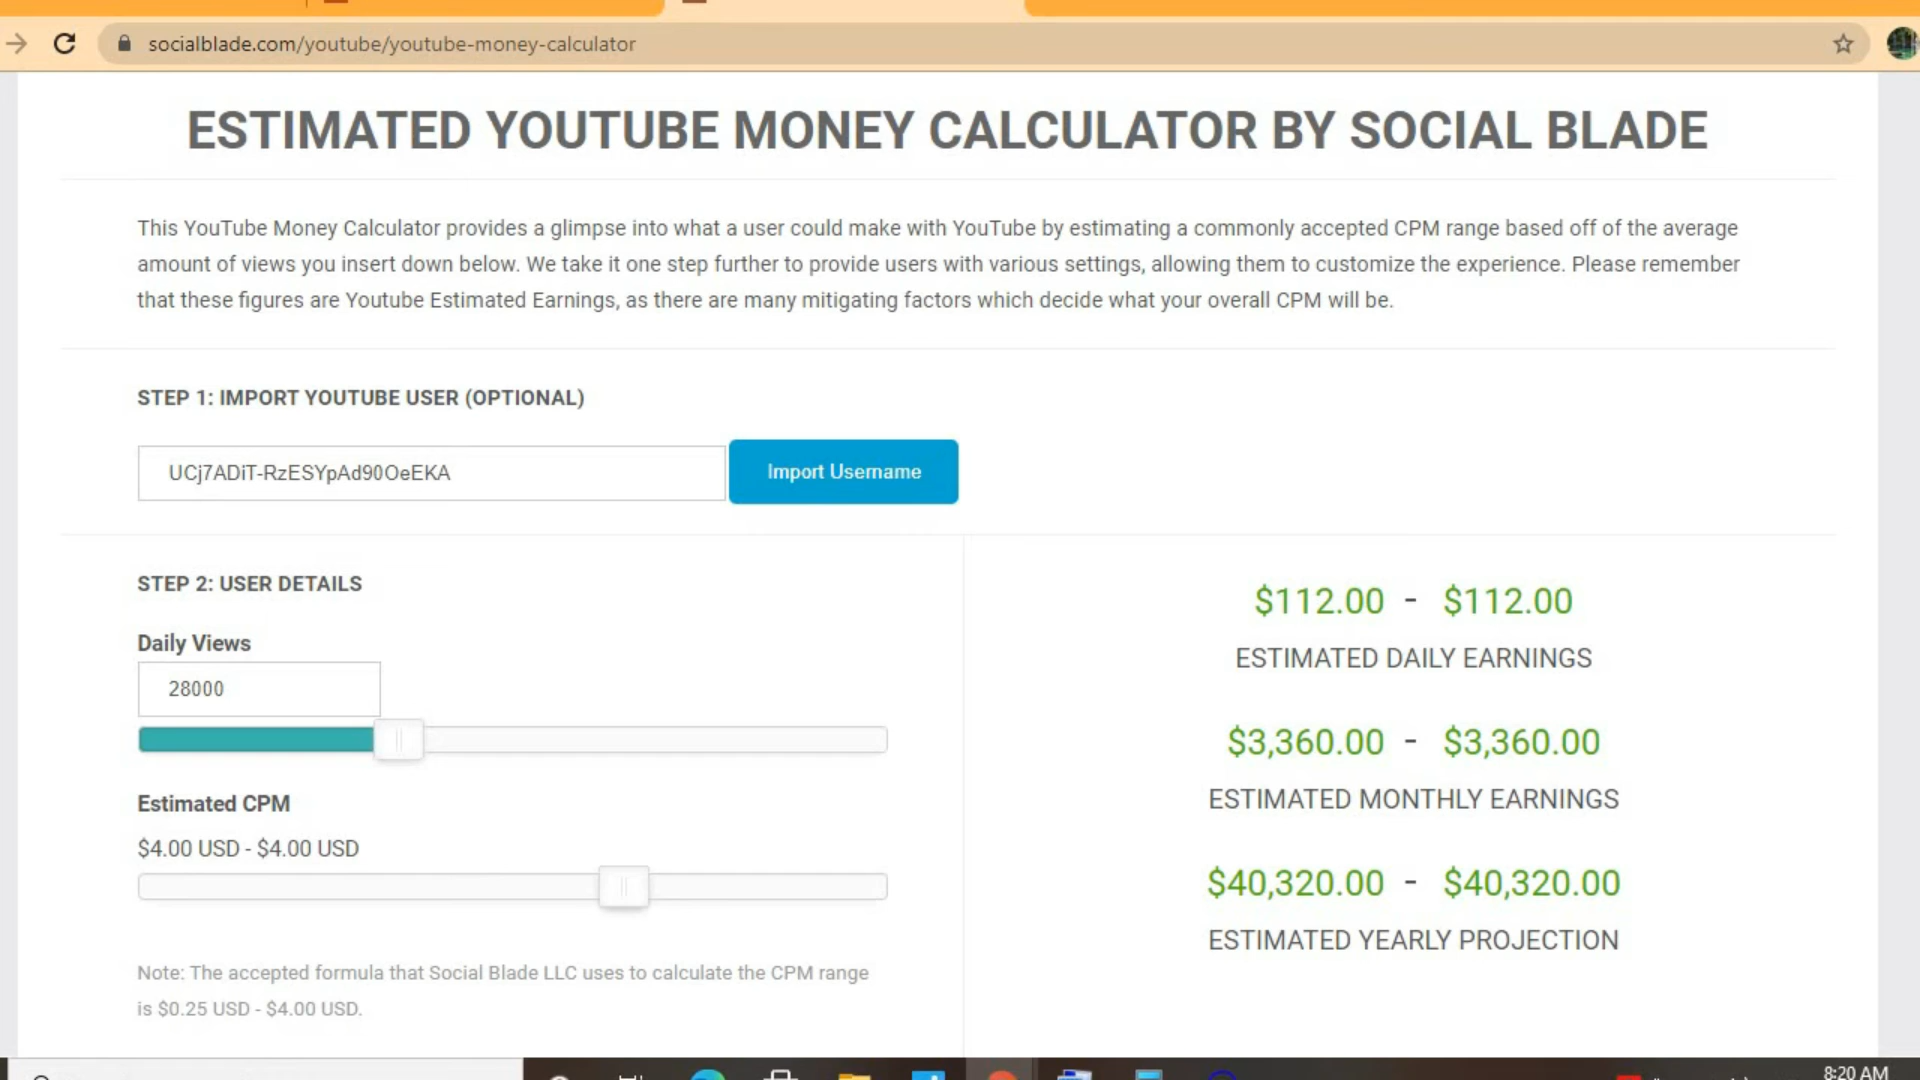 socialblade.com/youtube/youtube-money-calculator
ESTIMATED YOUTUBE MONEY CALCULATOR BY SOCIAL BLADE
This YouTube Money Calculator provides a glimpse into what a user could make with YouTube by estimating a commonly accepted CPM range based off of the average
amount of views you insert down below. We take it one step further to provide users with various settings, allowing them to customize the experience. Please remember
that these figures are Youtube Estimated Earnings, as there are many mitigating factors which decide what your overall CPM will be.
STEP 1: IMPORT YOUTUBE USER (OPTIONAL)
UCj7ADiT-RzESYpAd90OeEKA
Import Username
STEP 2: USER DETAILS
Daily Views
28000
Estimated CPM
$4.00 USD - $4.00 USD
Note: The accepted formula that Social Blade LLC uses to calculate the CPM range
is $0.25 USD - $4.00 USD.
$112.00 - $112.00
ESTIMATED DAILY EARNINGS
$3,360.00 - $3,360.00
ESTIMATED MONTHLY EARNINGS
$40,320.00 - $40,320.00
ESTIMATED YEARLY PROJECTION
8:20 AM